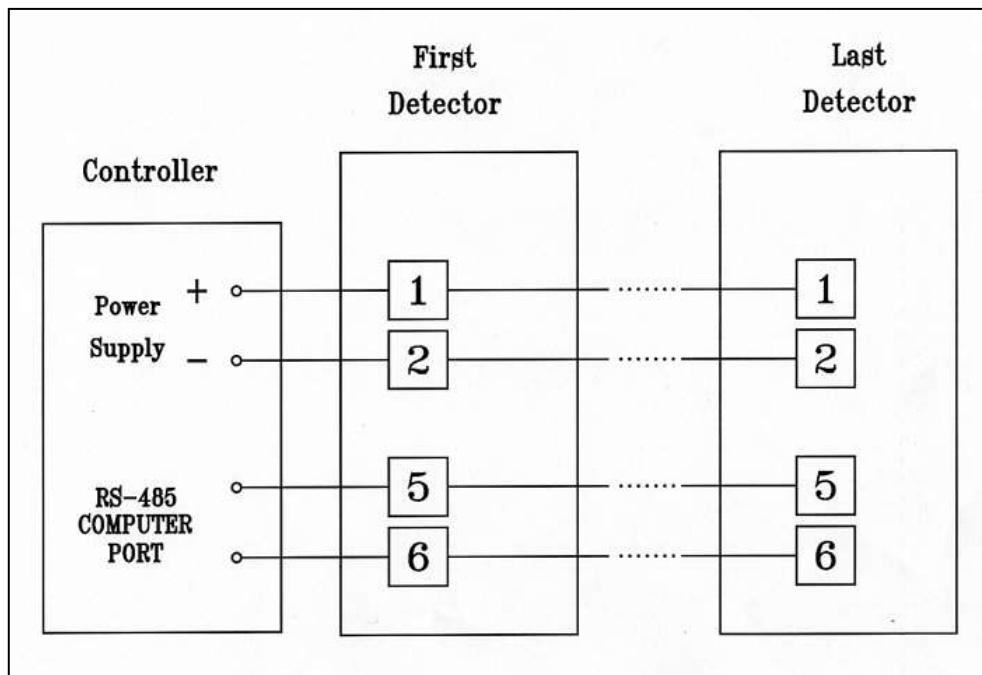 First
Detector
Last
Detector
Controller
Power
Supply
+
−
RS-485
COMPUTER
PORT
1
2
5
6
1
2
5
6